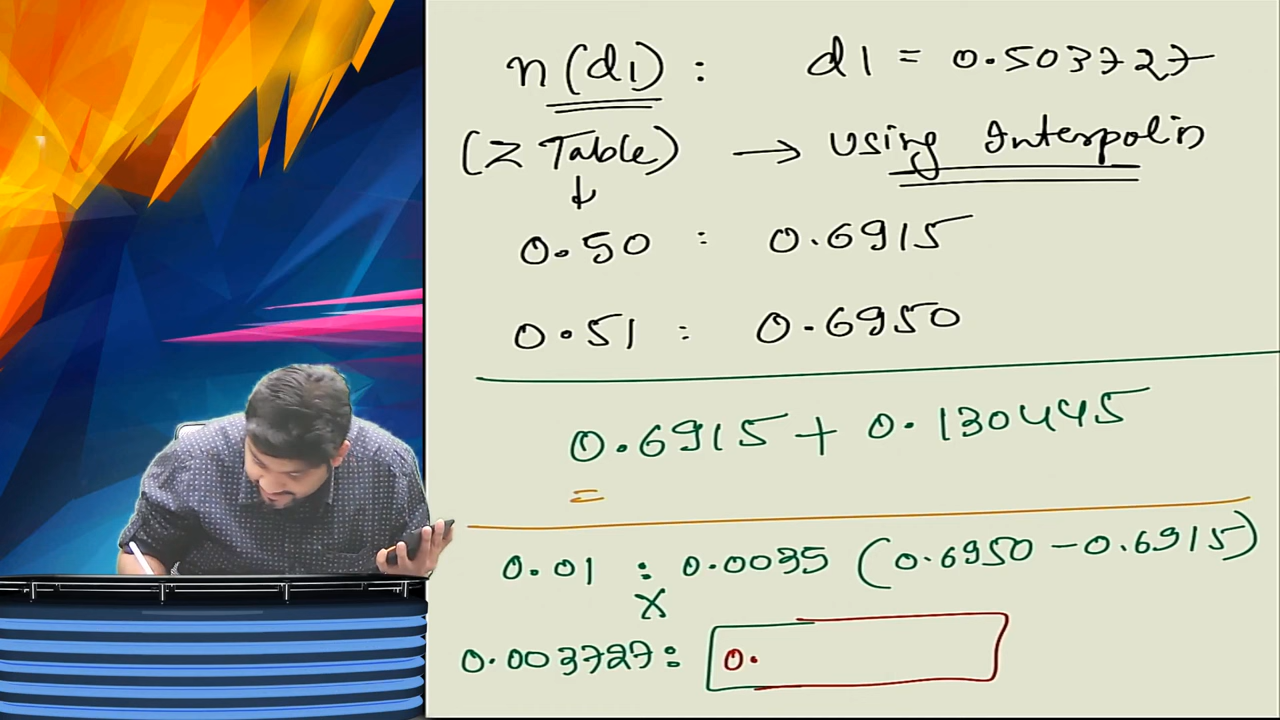 n(d1) : d1 = 0.503727
(Z Table) → Using Interpolin
↓
0.50 : 0.6915
0.51 : 0.6950
0.6915 + 0.130445
=
0.01 : 0.0035 (0.6950 - 0.6915)
X
0.003727 : 0.